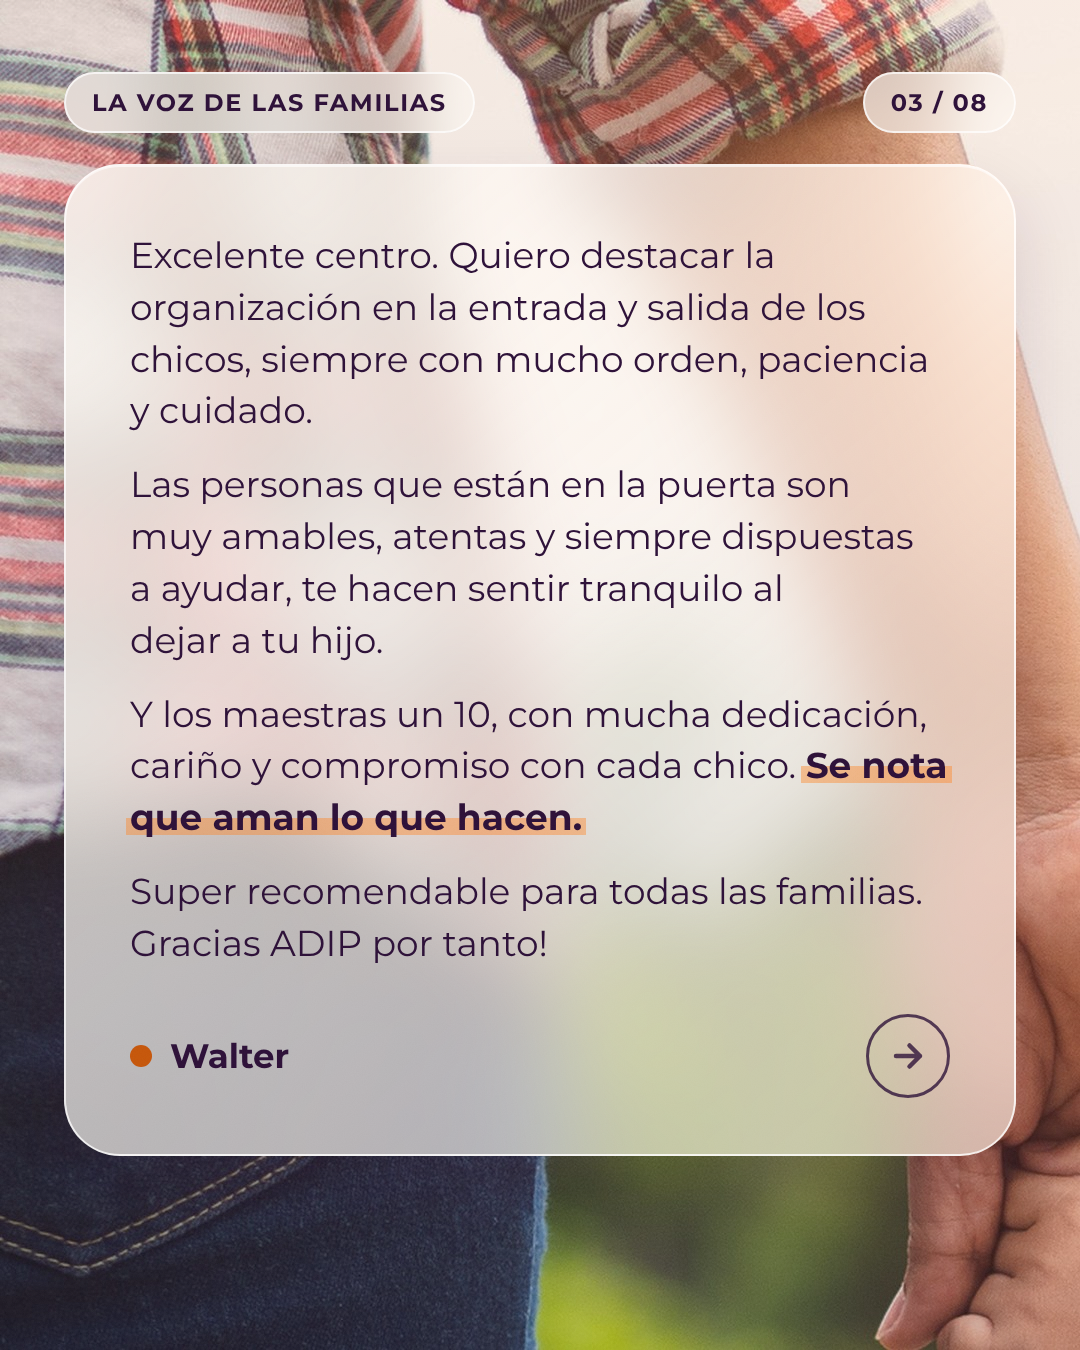 LA VOZ DE LAS FAMILIAS
03 / 08
Excelente centro. Quiero destacar la
organización en la entrada y salida de los
chicos, siempre con mucho orden, paciencia
y cuidado.
Las personas que están en la puerta son
muy amables, atentas y siempre dispuestas
a ayudar, te hacen sentir tranquilo al
dejar a tu hijo.
Y los maestras un 10, con mucha dedicación,
cariño y compromiso con cada chico. Se nota
que aman lo que hacen.
Super recomendable para todas las familias.
Gracias ADIP por tanto!
Walter